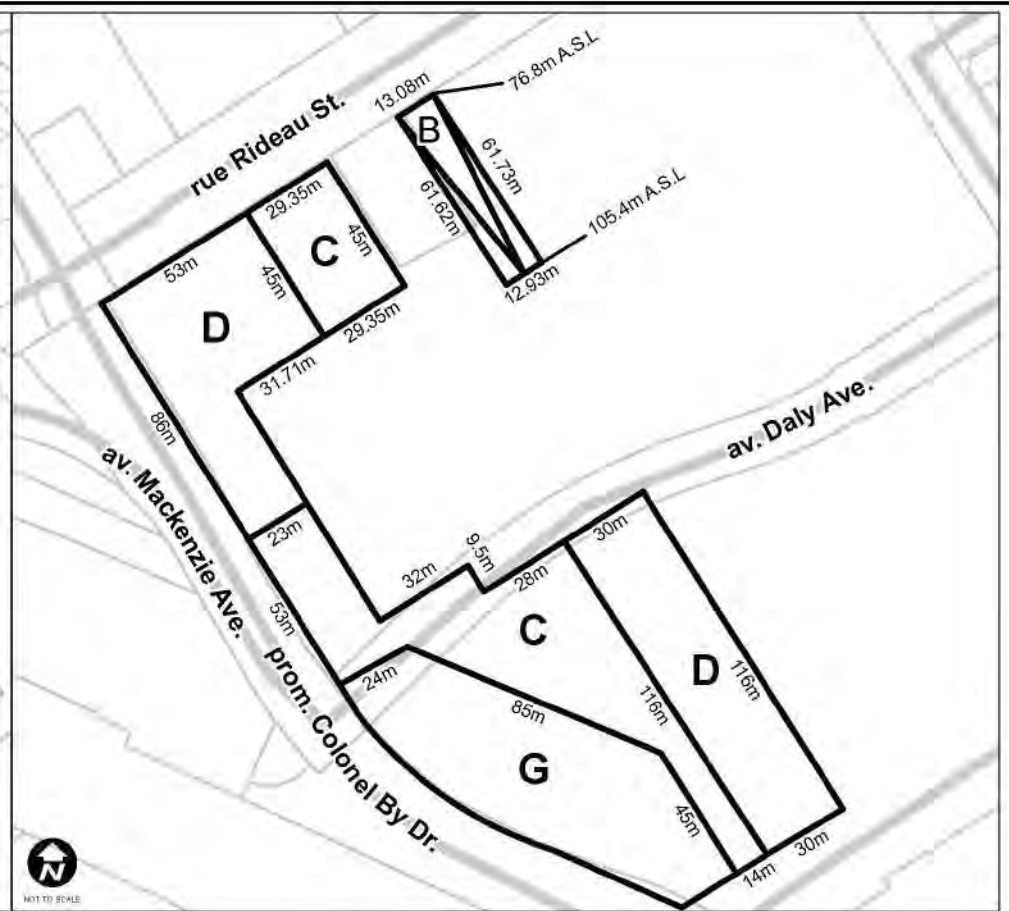 13.08m
76.8m A.S.L
B
rue Rideau St.
61.73m
61.62m
105.4m A.S.L
12.93m
29.35m
45m
C
53m
45m
D
29.35m
31.71m
86m
av. Mackenzie Ave.
23m
53m
av. Daly Ave.
32m
9.5m
28m
30m
C
D
24m
85m
116m
116m
G
45m
prom. Colonel By Dr.
14m
30m
N
NOT TO SCALE